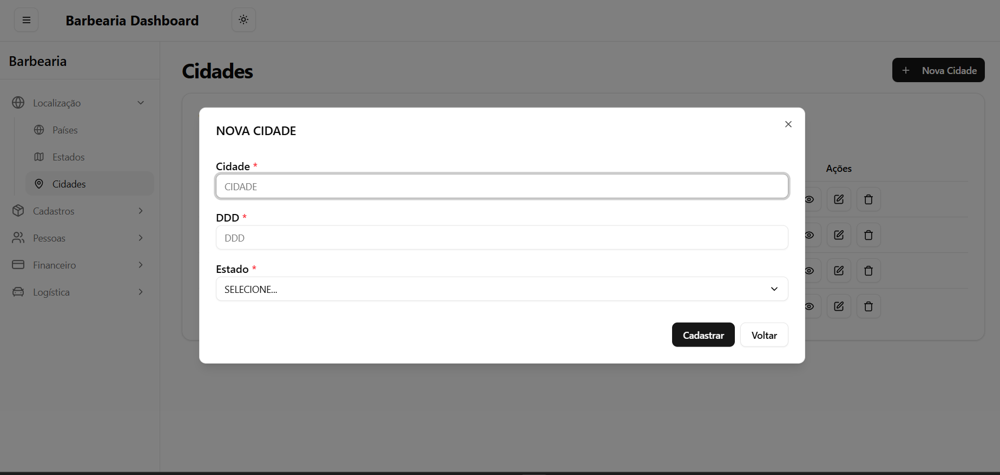 Barbearia Dashboard
Barbearia
Localização
Países
Estados
Cidades
Cadastros
Pessoas
Financeiro
Logística
Cidades
+ Nova Cidade
Ações
NOVA CIDADE
Cidade *
CIDADE
DDD *
DDD
Estado *
SELECIONE...
Cadastrar
Voltar